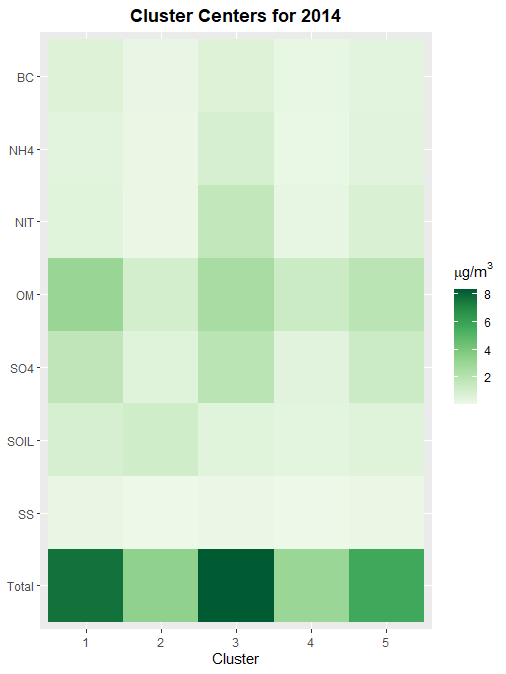 Cluster Centers for 2014
BC
NH4
NIT
OM
SO4
SOIL
SS
Total
1 2 3 4 5
Cluster
μg/m³
8
6
4
2